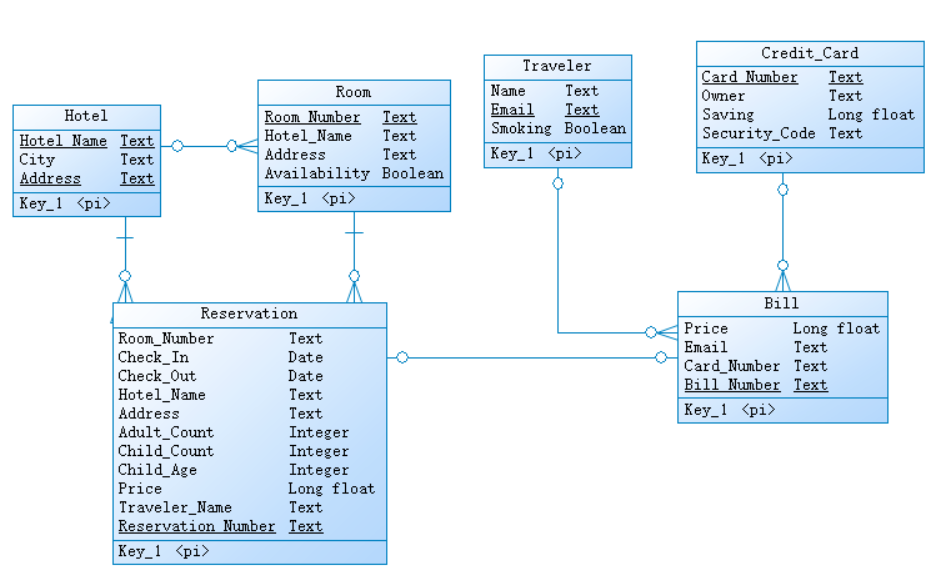 Hotel
Hotel_Name Text
City Text
Address Text
Key_1 <pi>
Room
Room_Number Text
Hotel_Name Text
Address Text
Availability Boolean
Key_1 <pi>
Traveler
Name Text
Email Text
Smoking Boolean
Key_1 <pi>
Credit_Card
Card_Number Text
Owner Text
Saving Long float
Security_Code Text
Key_1 <pi>
Reservation
Room_Number Text
Check_In Date
Check_Out Date
Hotel_Name Text
Address Text
Adult_Count Integer
Child_Count Integer
Child_Age Integer
Price Long float
Traveler_Name Text
Reservation_Number Text
Key_1 <pi>
Bill
Price Long float
Email Text
Card_Number Text
Bill_Number Text
Key_1 <pi>